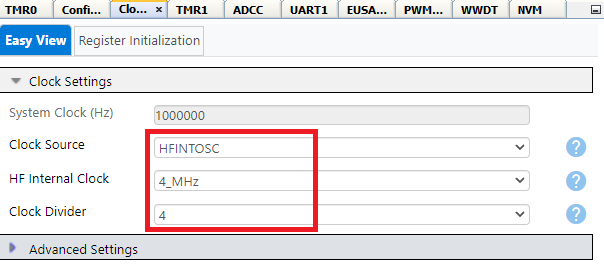 TMR0 Confi... Clo... × TMR1 ADCC UART1 EUSA... PWM... WWDT NVM
Easy View Register Initialization
Clock Settings
System Clock (Hz) 1000000
Clock Source HFINTOSC ?
HF Internal Clock 4_MHz ?
Clock Divider 4 ?
Advanced Settings